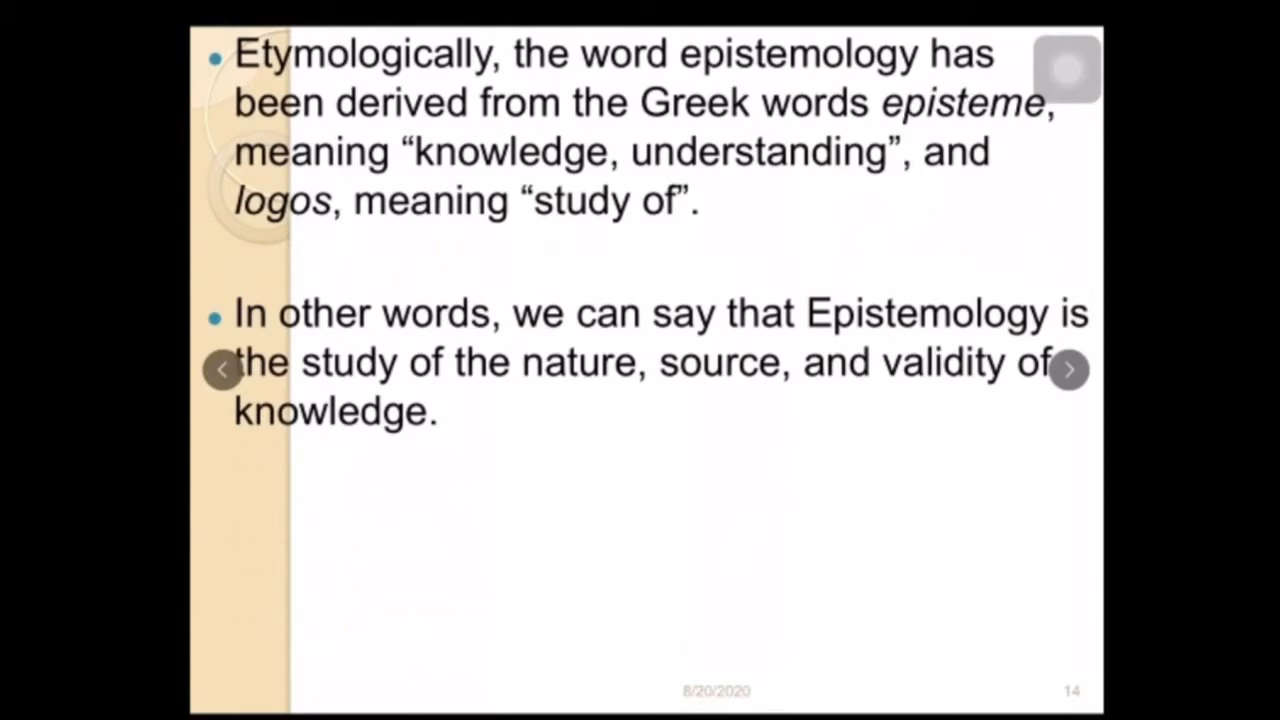 Etymologically, the word epistemology has
been derived from the Greek words episteme,
meaning “knowledge, understanding”, and
logos, meaning “study of”.
In other words, we can say that Epistemology is
the study of the nature, source, and validity of
knowledge.
8/20/2020
14